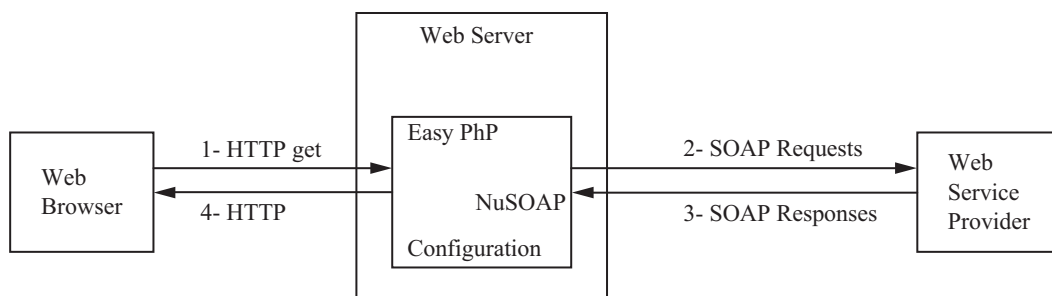 Web Server
Easy PhP
1- HTTP get
2- SOAP Requests
Web
Browser
Web
Service
Provider
NuSOAP
4- HTTP
3- SOAP Responses
Configuration